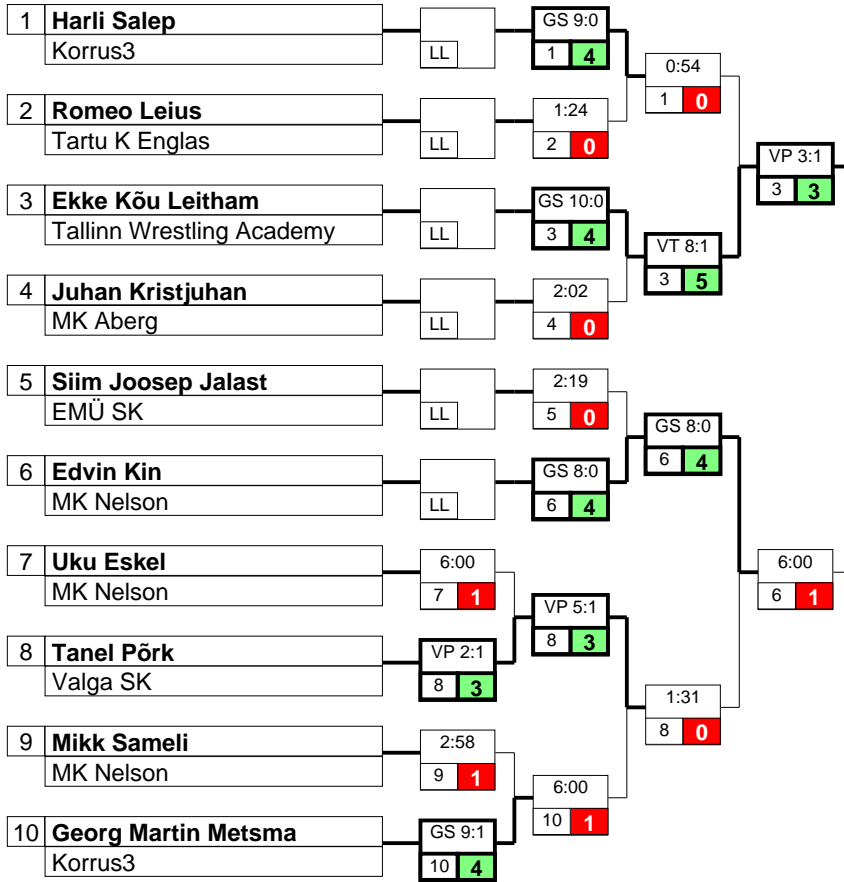 1 Harli Salep
Korrus3
LL
GS 9:0
1 4
0:54
1 0
2 Romeo Leius
Tartu K Englas
LL
1:24
2 0
VP 3:1
3 3
3 Ekke Kõu Leitham
Tallinn Wrestling Academy
LL
GS 10:0
3 4
VT 8:1
3 5
4 Juhan Kristjuhan
MK Aberg
LL
2:02
4 0
5 Siim Joosep Jalast
EMÜ SK
LL
2:19
5 0
GS 8:0
6 4
6 Edvin Kin
MK Nelson
LL
GS 8:0
6 4
7 Uku Eskel
MK Nelson
6:00
7 1
6:00
6 1
VP 5:1
8 3
8 Tanel Põrk
Valga SK
VP 2:1
8 3
1:31
8 0
9 Mikk Sameli
MK Nelson
2:58
9 1
6:00
10 1
10 Georg Martin Metsma
Korrus3
GS 9:1
10 4